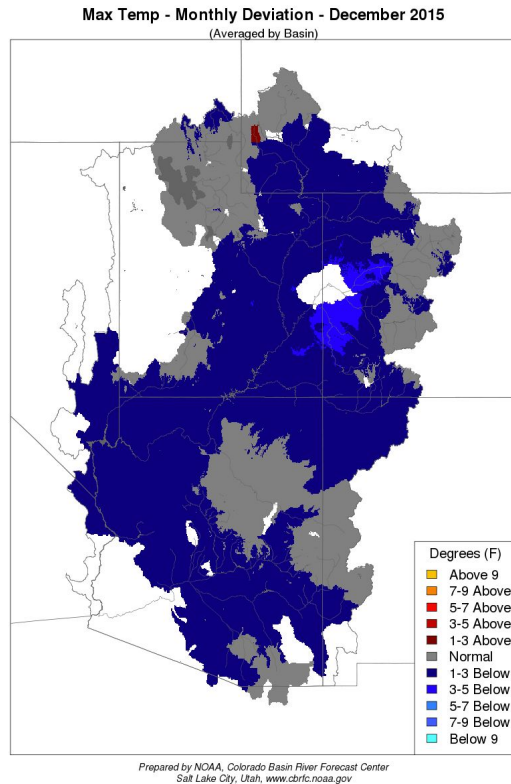 Max Temp - Monthly Deviation - December 2015
(Averaged by Basin)
Degrees (F)
Above 9
7-9 Above
5-7 Above
3-5 Above
1-3 Above
Normal
1-3 Below
3-5 Below
5-7 Below
7-9 Below
Below 9
Prepared by NOAA, Colorado Basin River Forecast Center
Salt Lake City, Utah, www.cbrfc.noaa.gov